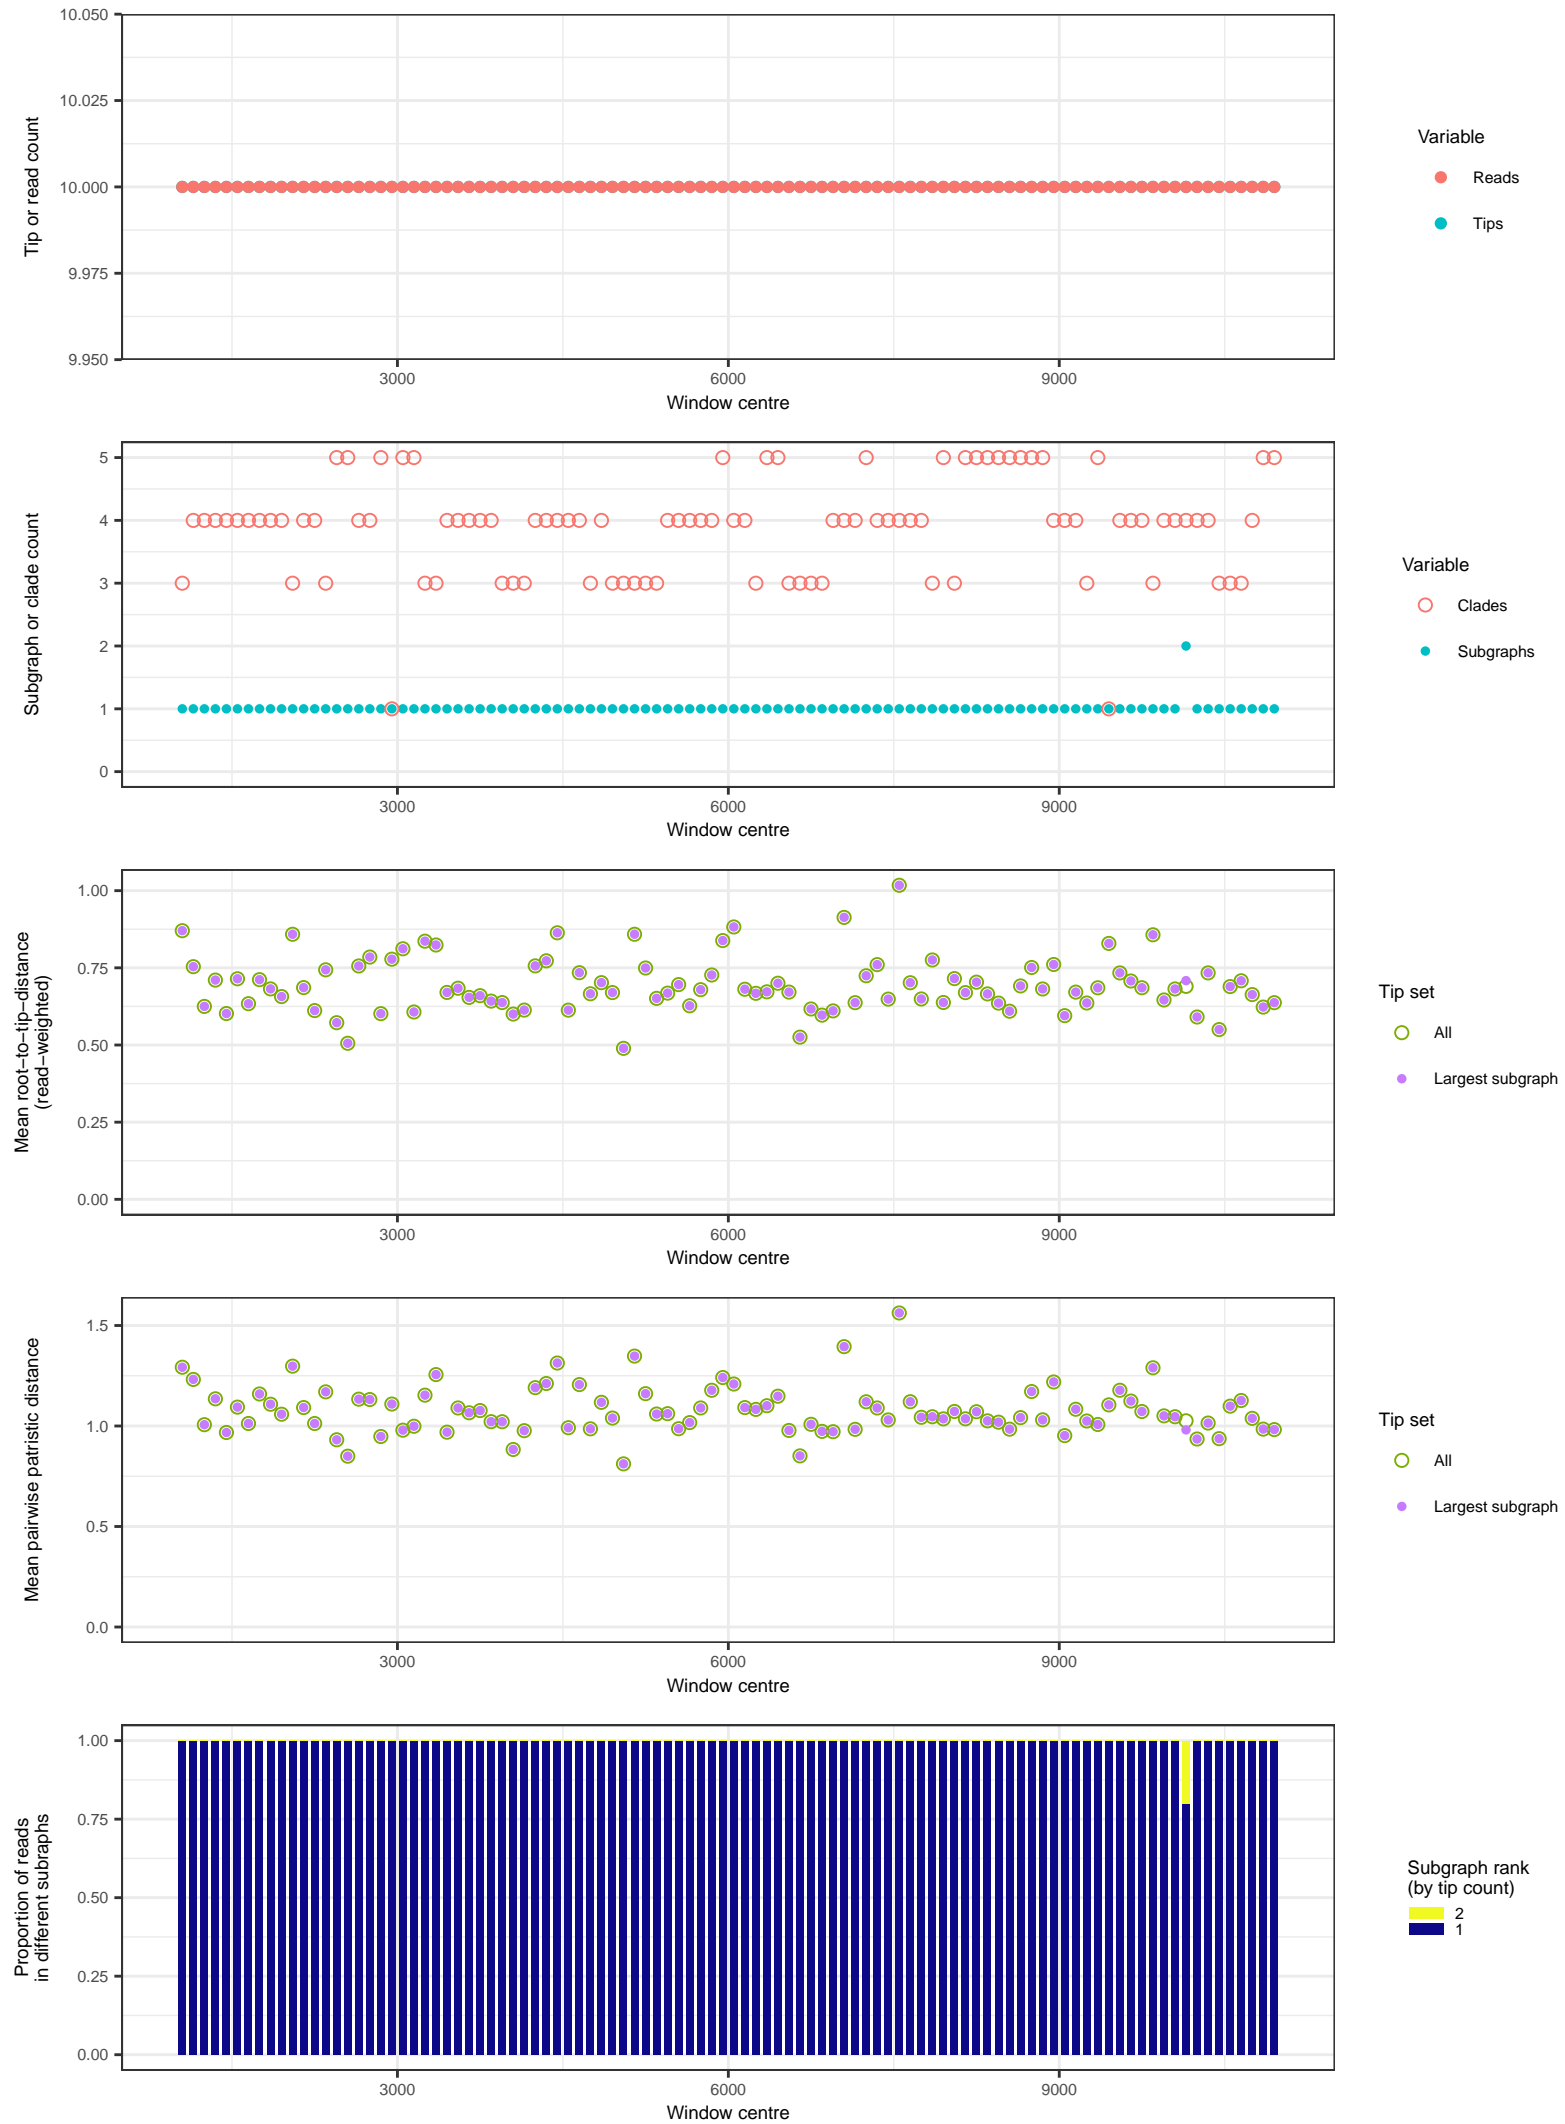 10.050
10.025
10.000
9.975
9.950
Tip or read count
3000
6000
9000
Window centre
Variable
Reads
Tips
5
4
3
2
1
0
Subgraph or clade count
3000
6000
9000
Window centre
Variable
Clades
Subgraphs
1.00
0.75
0.50
0.25
0.00
Mean root−to−tip−distance
(read−weighted)
3000
6000
9000
Window centre
Tip set
All
Largest subgraph
1.5
1.0
0.5
0.0
Mean pairwise patristic distance
3000
6000
9000
Window centre
Tip set
All
Largest subgraph
1.00
0.75
0.50
0.25
0.00
Proportion of reads
in different subraphs
3000
6000
9000
Window centre
Subgraph rank
(by tip count)
2
1